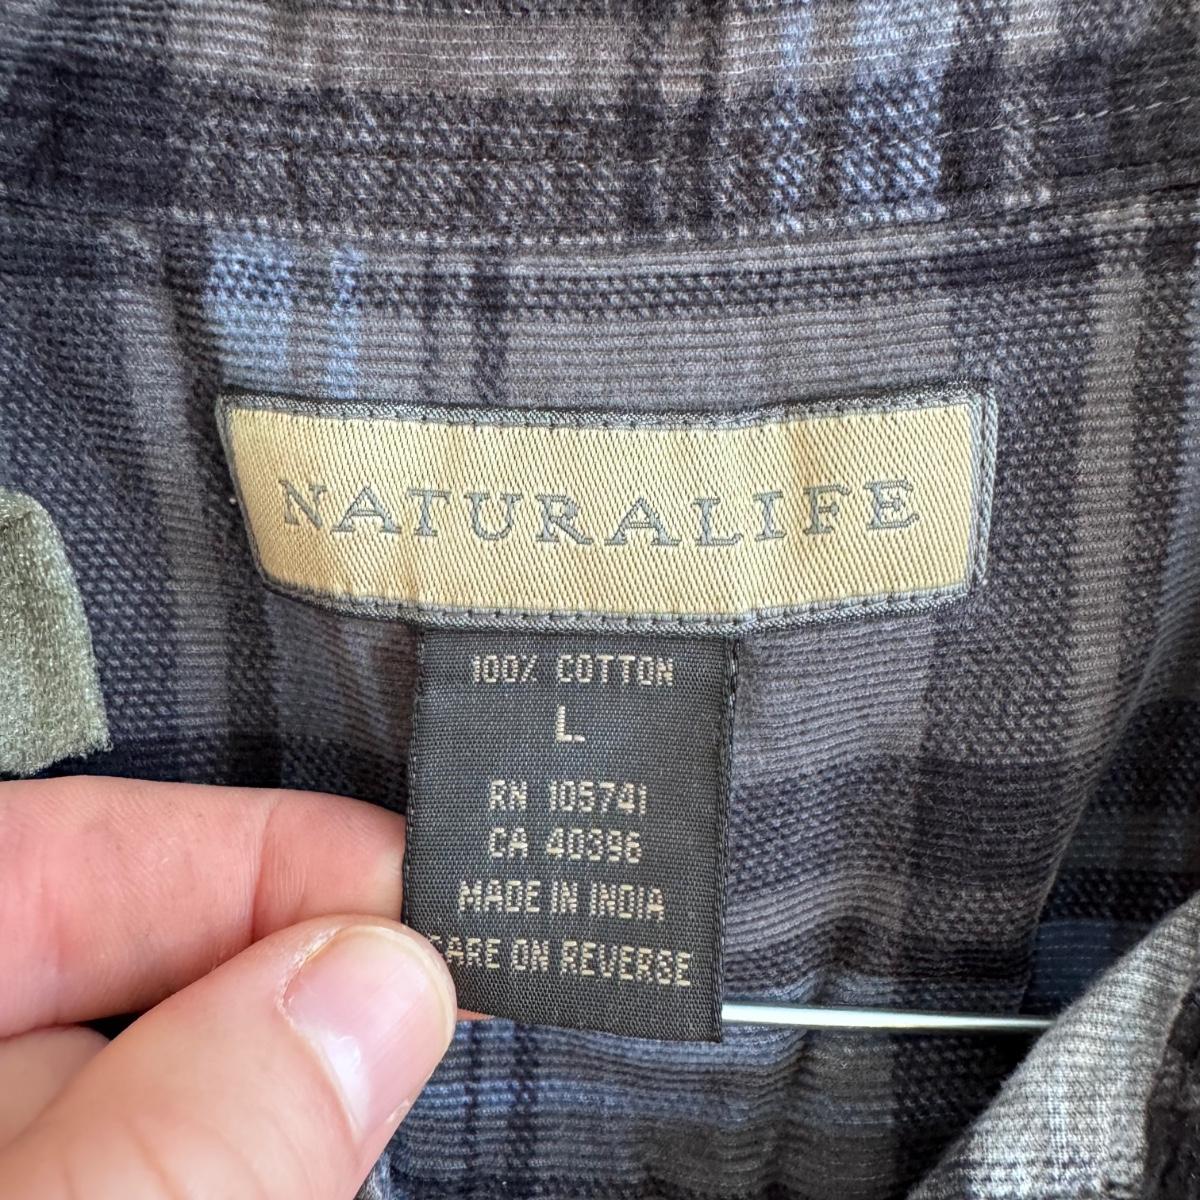 NATURALIFE
100% COTTON
L
RN 105741
CA 40396
MADE IN INDIA
CARE ON REVERSE